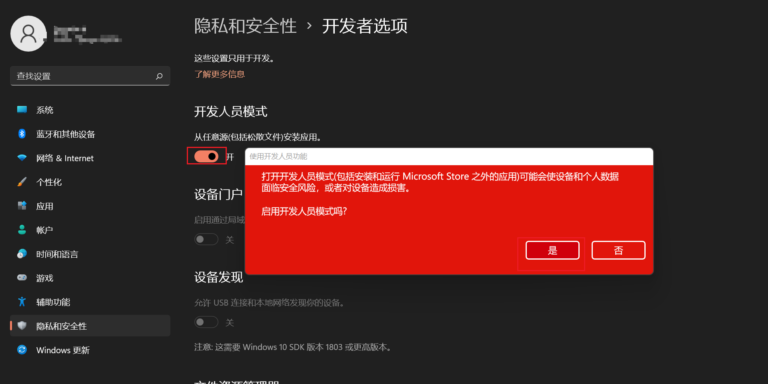 隐私和安全性 › 开发者选项
这些设置只用于开发。
查找设置
了解更多信息
系统
开发人员模式
蓝牙和其他设备
从任意源(包括松散文件)安装应用。
网络 & Internet
开
使用开发人员功能
个性化
打开开发人员模式(包括安装和运行 Microsoft Store 之外的应用)可能会使设备和个人数据
面临安全风险，或者对设备造成损害。
应用
设备门户
启用开发人员模式吗?
启用通过局域
帐户
关
是
否
时间和语言
游戏
设备发现
辅助功能
允许 USB 连接和本地网络发现你的设备。
隐私和安全性
关
Windows 更新
注意: 这需要 Windows 10 SDK 版本 1803 或更高版本。
文件资源管理器